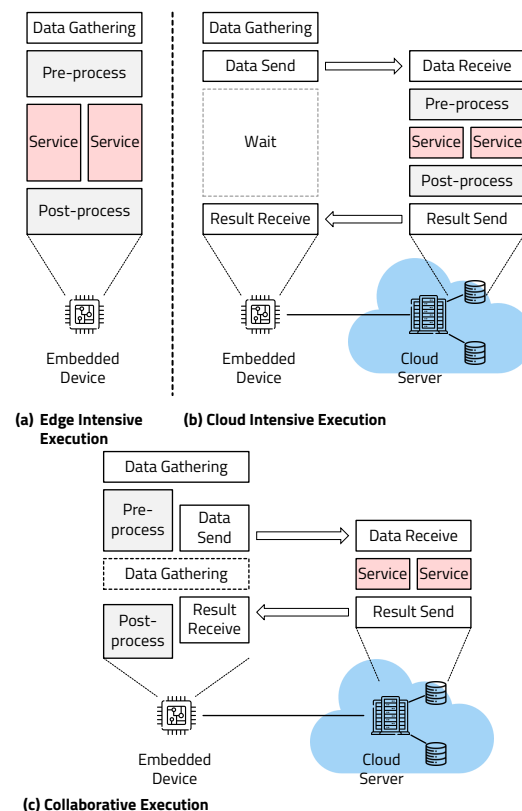 Data Gathering
Pre-process
Service Service
Post-process
Embedded
Device
(a) Edge Intensive
Execution
Data Gathering
Data Send
Data Receive
Pre-process
Wait
Service Service
Post-process
Result Receive
Result Send
Embedded
Device
Cloud
Server
(b) Cloud Intensive Execution
Data Gathering
Pre-
process
Data
Send
Data Receive
Data Gathering
Service Service
Post-
process
Result
Receive
Result Send
Embedded
Device
Cloud
Server
(c) Collaborative Execution